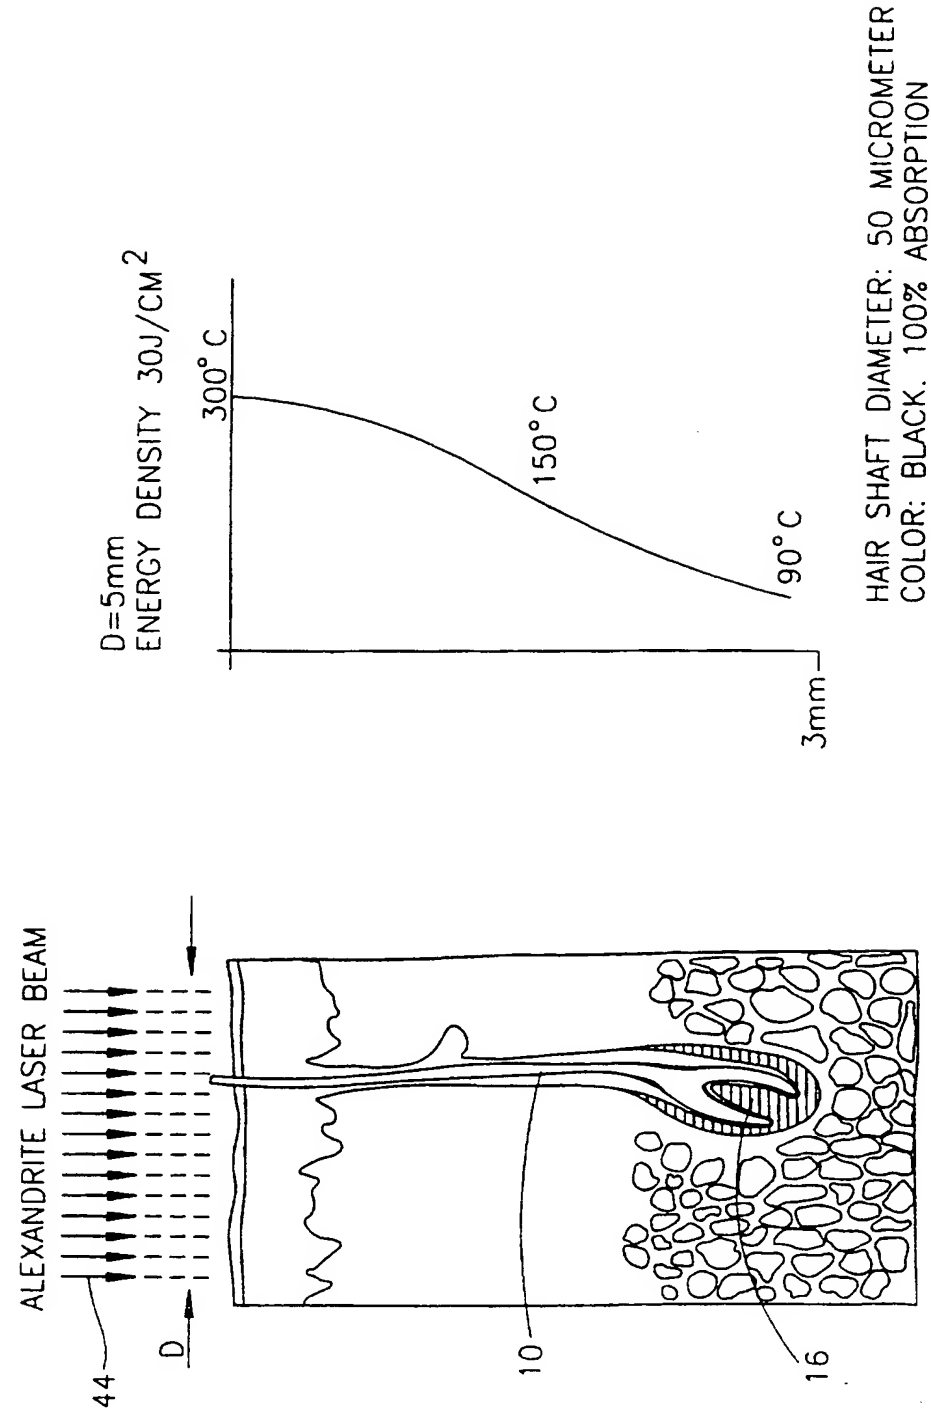 ALEXANDRITE LASER BEAM
44
D
10
16
D=5mm
ENERGY DENSITY 30J/CM2
300°C
150°C
90°C
3mm
HAIR SHAFT DIAMETER: 50 MICROMETER
COLOR: BLACK. 100% ABSORPTION